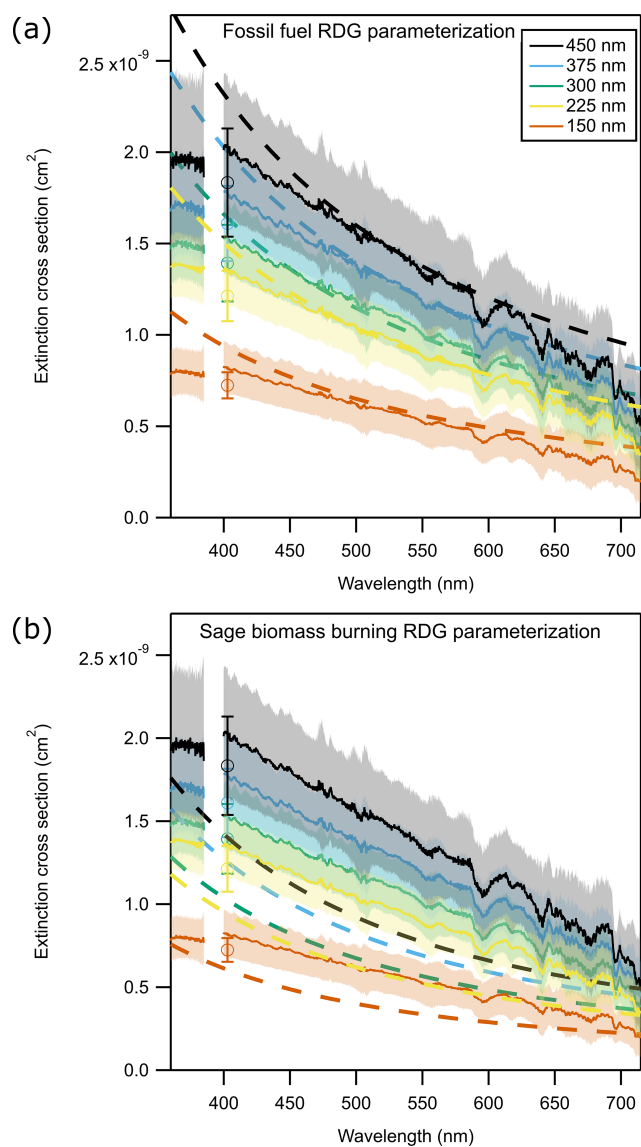 (a)
Fossil fuel RDG parameterization
450 nm
375 nm
300 nm
225 nm
150 nm
2.5 x10⁻⁹
2.0
1.5
1.0
0.5
0.0
Extinction cross section (cm²)
400 450 500 550 600 650 700
Wavelength (nm)
(b)
Sage biomass burning RDG parameterization
2.5 x10⁻⁹
2.0
1.5
1.0
0.5
0.0
Extinction cross section (cm²)
400 450 500 550 600 650 700
Wavelength (nm)